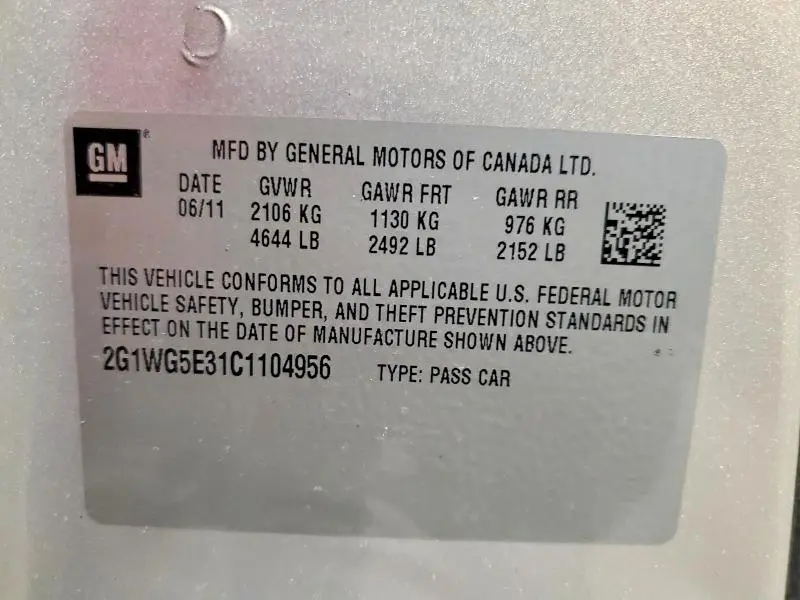 GM®
MFD BY GENERAL MOTORS OF CANADA LTD.
DATE GVWR GAWR FRT GAWR RR
06/11 2106 KG 1130 KG 976 KG
4644 LB 2492 LB 2152 LB
THIS VEHICLE CONFORMS TO ALL APPLICABLE U.S. FEDERAL MOTOR
VEHICLE SAFETY, BUMPER, AND THEFT PREVENTION STANDARDS IN
EFFECT ON THE DATE OF MANUFACTURE SHOWN ABOVE.
2G1WG5E31C1104956 TYPE: PASS CAR